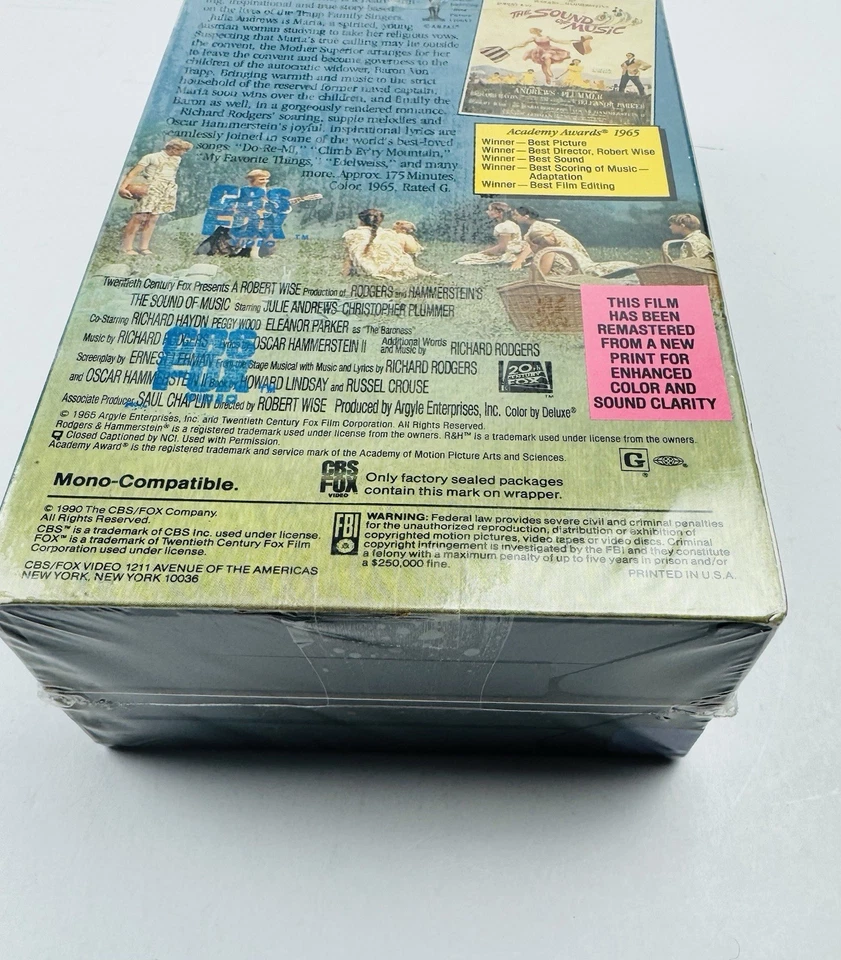 ing, inspirational and true story based
on the lives of the Trapp Family Singers.
Julie Andrews is Maria, a spirited, young
Austrian woman studying to take her religious vows.
Suspecting that Maria's true calling may lie outside
the convent, the Mother Superior arranges for her
to leave the convent and become governess to the
children of the autocratic widower, Baron Von
Trapp. Bringing warmth and music to the strict
household of the reserved former naval captain,
Maria soon wins over the children, and finally the
Baron as well, in a gorgeously rendered romance.
Richard Rodgers' soaring, supple melodies and
Oscar Hammerstein's joyful, inspirational lyrics are
seamlessly joined in some of the world's best-loved
songs: "Do-Re-Mi," "Climb Ev'ry Mountain,"
"My Favorite Things," "Edelweiss," and many
more. Approx. 175 Minutes.
Color, 1965, Rated G.
THE SOUND
OF MUSIC
ANDREWS PLUMMER
ELEANOR PARKER
Academy Awards® 1965
Winner — Best Picture
Winner — Best Director, Robert Wise
Winner — Best Sound
Winner — Best Scoring of Music —
Adaptation
Winner — Best Film Editing
CBS
FOX
VIDEO TM
Twentieth Century Fox Presents A ROBERT WISE Production of RODGERS and HAMMERSTEIN'S
THE SOUND OF MUSIC Starring JULIE ANDREWS CHRISTOPHER PLUMMER
Co-Starring RICHARD HAYDN PEGGY WOOD ELEANOR PARKER as "The Baroness"
Music by RICHARD RODGERS Lyrics by OSCAR HAMMERSTEIN II Additional Words and Music by RICHARD RODGERS
Screenplay by ERNEST LEHMAN From the Stage Musical with Music and Lyrics by RICHARD RODGERS
and OSCAR HAMMERSTEIN II Book by HOWARD LINDSAY and RUSSEL CROUSE
Associate Producer SAUL CHAPLIN Directed by ROBERT WISE Produced by Argyle Enterprises, Inc. Color by Deluxe®
CBS
20th
CENTURY
FOX
TM
THIS FILM
HAS BEEN
REMASTERED
FROM A NEW
PRINT FOR
ENHANCED
COLOR AND
SOUND CLARITY
© 1965 Argyle Enterprises, Inc. and Twentieth Century Fox Film Corporation. All Rights Reserved.
Rodgers & Hammerstein® is a registered trademark used under license from the owners. R&H™ is a trademark used under license from the owners.
Closed Captioned by NCI. Used with Permission.
Academy Award® is the registered trademark and service mark of the Academy of Motion Picture Arts and Sciences.
G ®
Mono-Compatible.
CBS
FOX
VIDEO
Only factory sealed packages
contain this mark on wrapper.
© 1990 The CBS/FOX Company.
All Rights Reserved.
CBS™ is a trademark of CBS Inc. used under license.
FOX™ is a trademark of Twentieth Century Fox Film
Corporation used under license.
CBS/FOX VIDEO 1211 AVENUE OF THE AMERICAS
NEW YORK, NEW YORK 10036
FBI
WARNING: Federal law provides severe civil and criminal penalties
for the unauthorized reproduction, distribution or exhibition of
copyrighted motion pictures, video tapes or video discs. Criminal
copyright infringement is investigated by the FBI and they constitute
a felony with a maximum penalty of up to five years in prison and/or
a $250,000 fine.
PRINTED IN U.S.A.